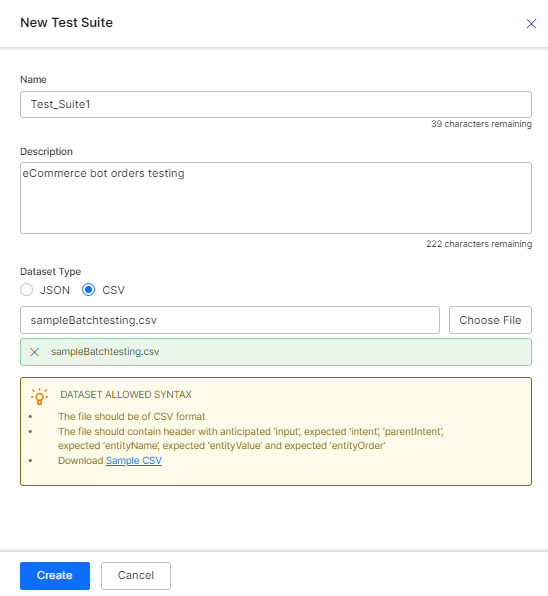 New Test Suite
Name
Test_Suite1
39 characters remaining
Description
eCommerce bot orders testing
222 characters remaining
Dataset Type
JSON CSV
sampleBatchtesting.csv Choose File
sampleBatchtesting.csv
DATASET ALLOWED SYNTAX
• The file should be of CSV format
• The file should contain header with anticipated 'input', expected 'intent', 'parentIntent',
expected 'entityName', expected 'entityValue' and expected 'entityOrder'
• Download Sample CSV
Create Cancel